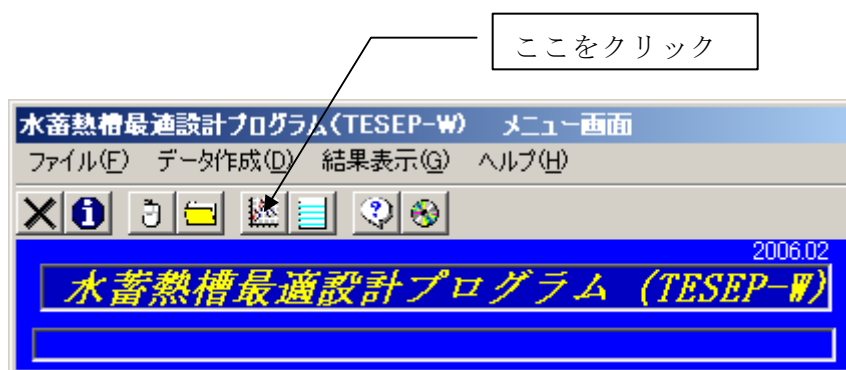 ここをクリック
水蓄熱槽最適設計プログラム(TESEP-W) メニュー画面
ファイル(F) データ作成(D) 結果表示(G) ヘルプ(H)
2006.02
水蓄熱槽最適設計プログラム (TESEP-W)